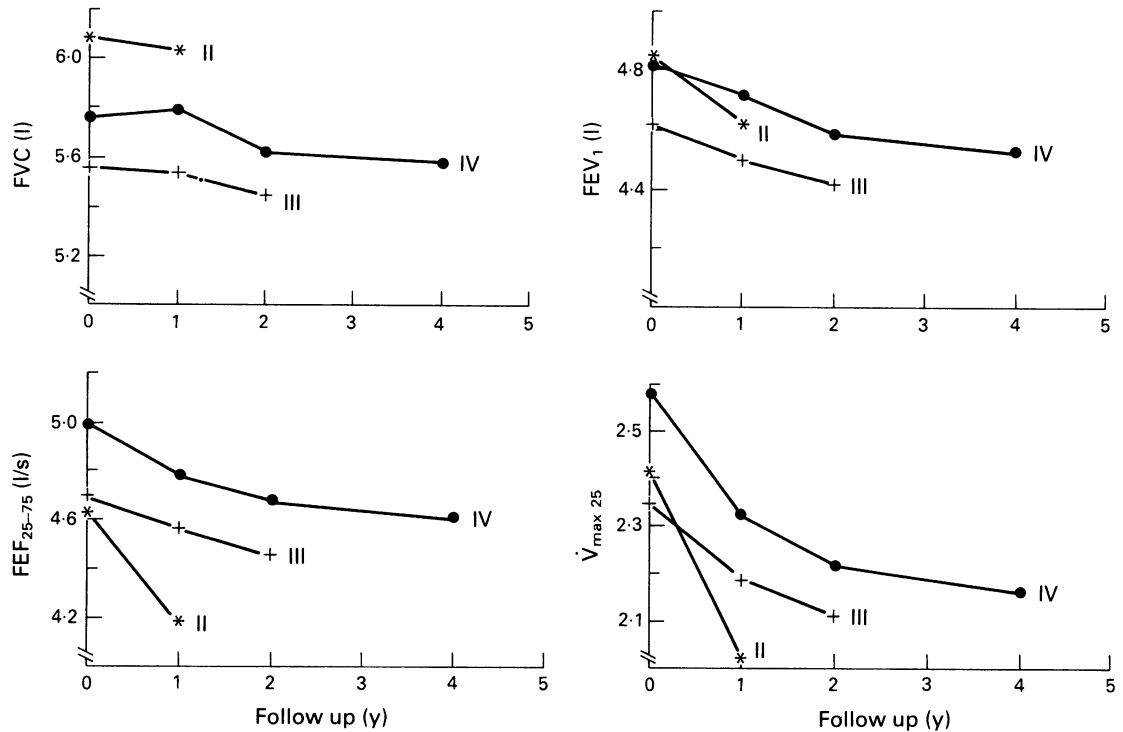 FVC (l)
6·0
5·6
5·2
II
IV
III
0 1 2 3 4 5
FEV1 (l)
4·8
4·4
II
IV
III
0 1 2 3 4 5
FEF25–75 (l/s)
5·0
4·6
4·2
IV
III
II
0 1 2 3 4 5
Follow up (y)
V̇max 25
2·5
2·3
2·1
IV
III
II
0 1 2 3 4 5
Follow up (y)